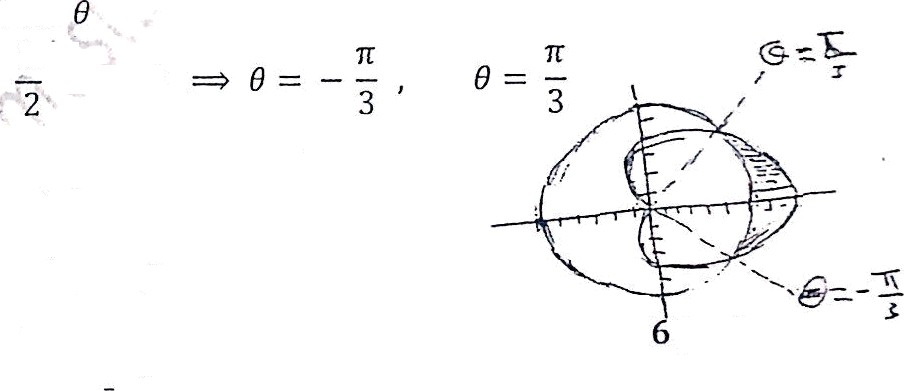 θ
θ = π/3
―/2 ⟹ θ = − π/3 , θ = π/3
θ = − π/3
6